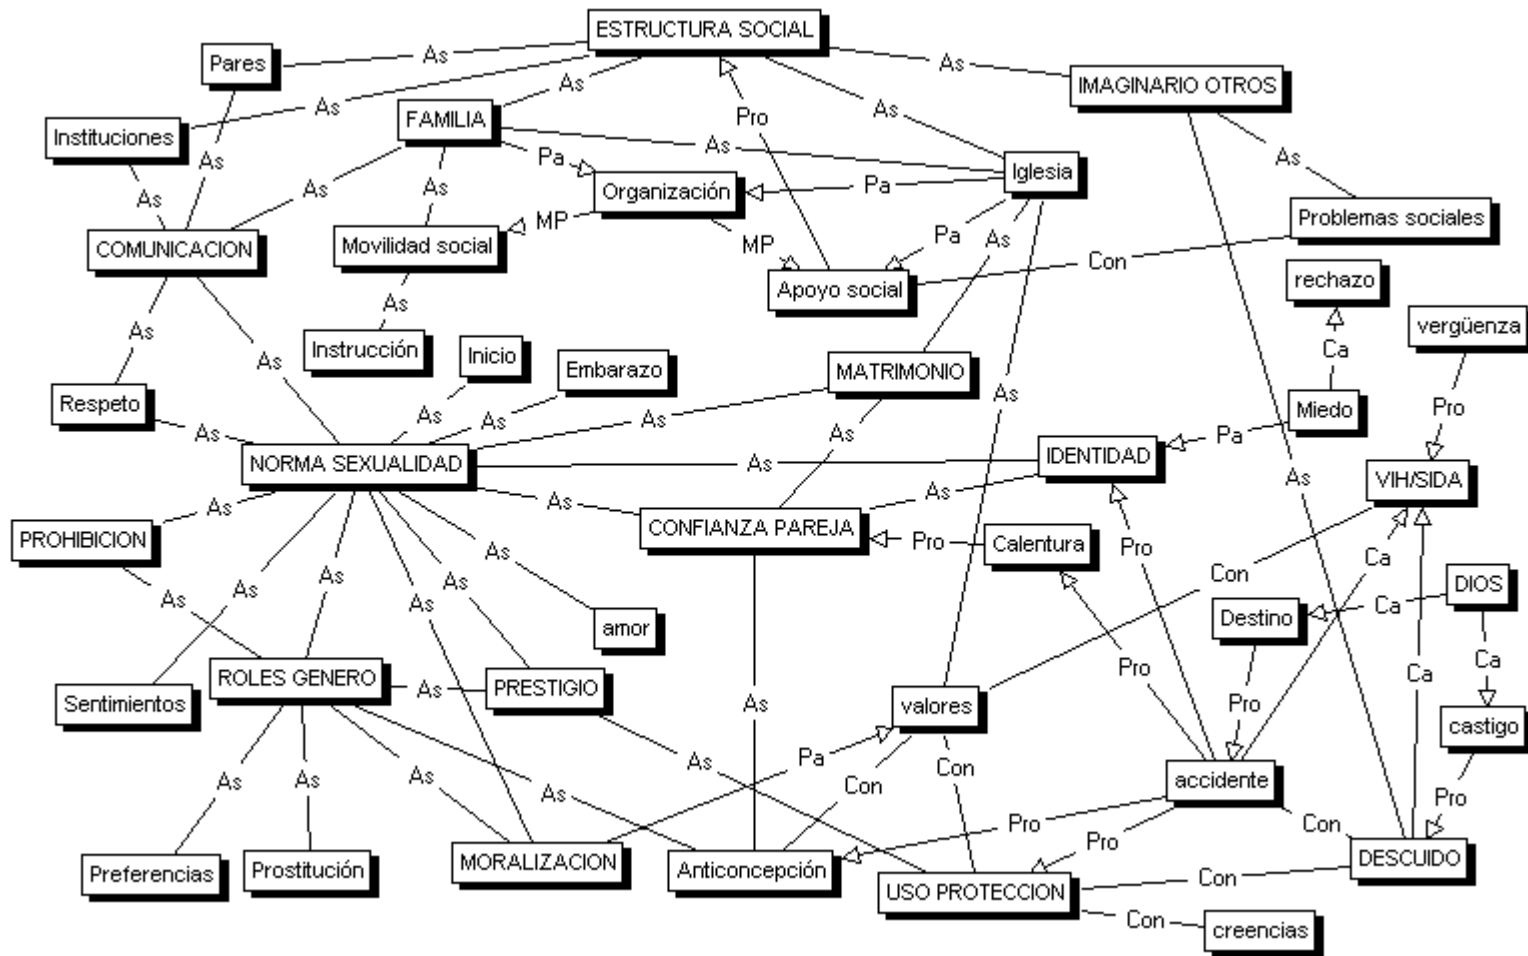 ESTRUCTURA SOCIAL
As
Pares
As
IMAGINARIO OTROS
As
As
As
Pro
As
FAMILIA
Instituciones
As
As
As
Pa
Iglesia
As
As
As
Organización
Pa
Problemas sociales
COMUNICACION
Movilidad social
MP
MP
Pa
As
Con
Apoyo social
rechazo
As
As
vergüenza
Instrucción
Inicio
Embarazo
MATRIMONIO
Ca
As
As
Respeto
Miedo
Pro
As
As
As
As
As
Pa
NORMA SEXUALIDAD
As
IDENTIDAD
VIH/SIDA
As
As
As
As
CONFIANZA PAREJA
PROHIBICION
Pro
Calentura
Pro
Ca
As
Con
DIOS
As
As
As
As
As
amor
Destino
Ca
Ca
Pro
Ca
ROLES GENERO
As
PRESTIGIO
Sentimientos
As
valores
Pro
castigo
As
As
As
As
As
Pa
Con
Con
accidente
Pro
Pro
Pro
Con
Preferencias
Prostitución
MORALIZACION
Anticoncepción
DESCUIDO
USO PROTECCION
Con
Con
creencias